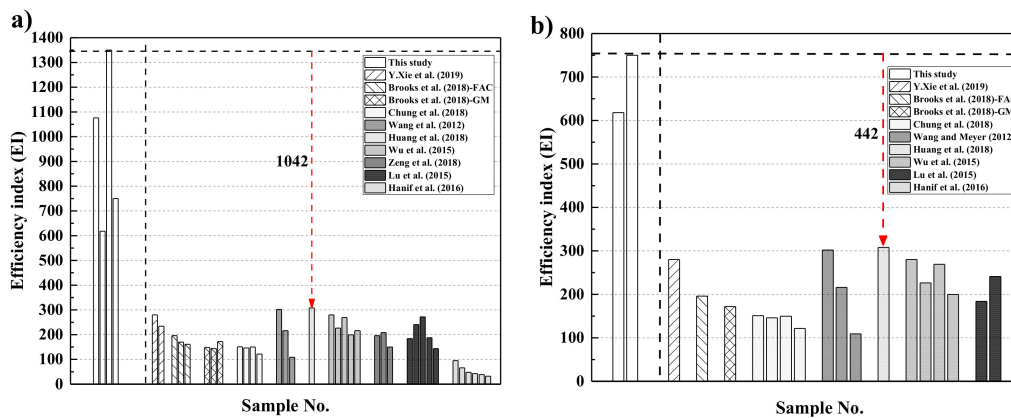 a)
1400
1300
1200
1100
1000
900
800
700
600
500
400
300
200
100
0
Efficiency index (EI)
Sample No.
1042
This study
Y.Xie et al. (2019)
Brooks et al. (2018)-FAC
Brooks et al. (2018)-GM
Chung et al. (2018)
Wang et al. (2012)
Huang et al. (2018)
Wu et al. (2015)
Zeng et al. (2018)
Lu et al. (2015)
Hanif et al. (2016)
b)
800
700
600
500
400
300
200
100
0
Efficiency index (EI)
Sample No.
442
This study
Y.Xie et al. (2019)
Brooks et al. (2018)-FAC
Brooks et al. (2018)-GM
Chung et al. (2018)
Wang and Meyer (2012
Huang et al. (2018)
Wu et al. (2015)
Lu et al. (2015)
Hanif et al. (2016)